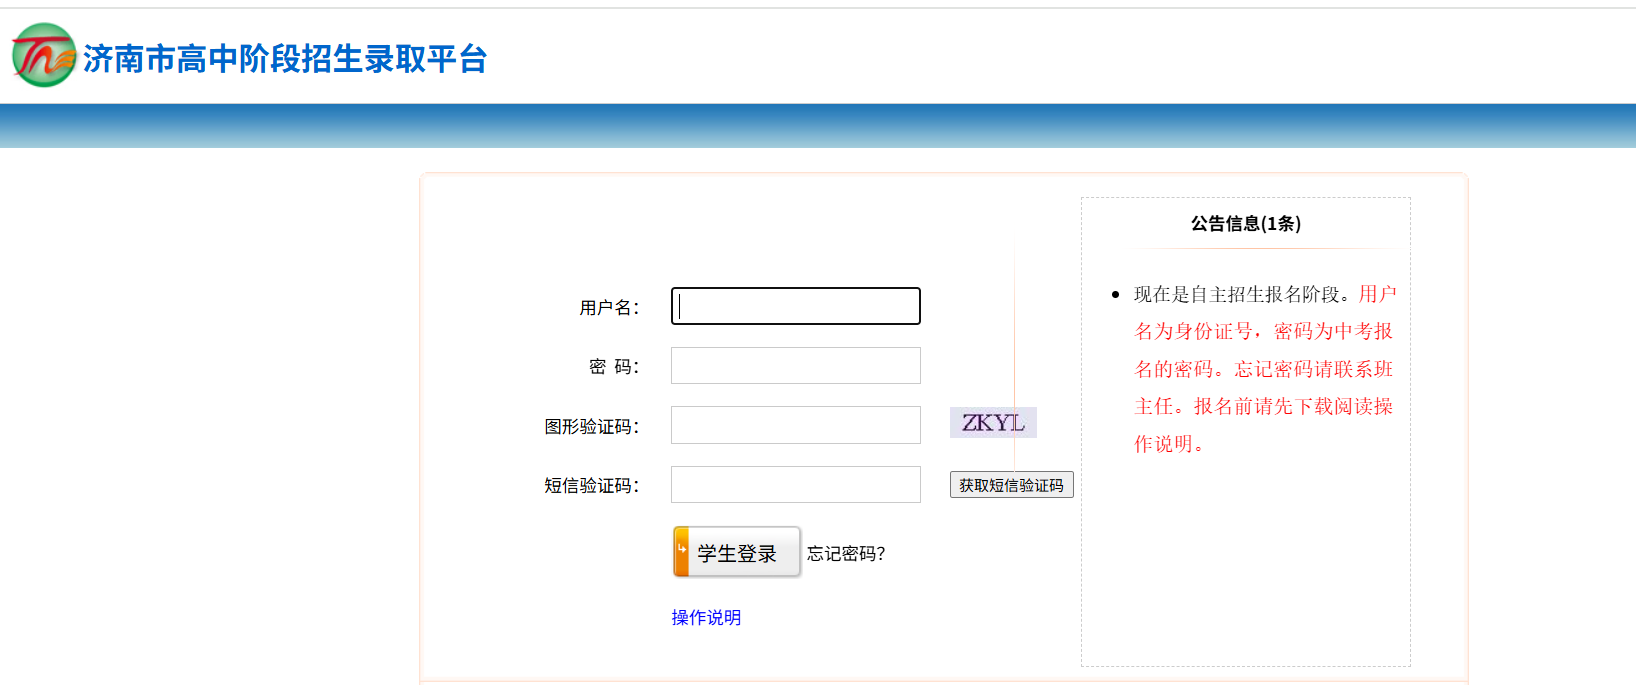 济南市高中阶段招生录取平台
公告信息(1条)
现在是自主招生报名阶段。用户
名为身份证号，密码为中考报
名的密码。忘记密码请联系班
主任。报名前请先下载阅读操
作说明。
用户名：
密 码：
图形验证码：
ZKYL
短信验证码：
获取短信验证码
学生登录
忘记密码？
操作说明